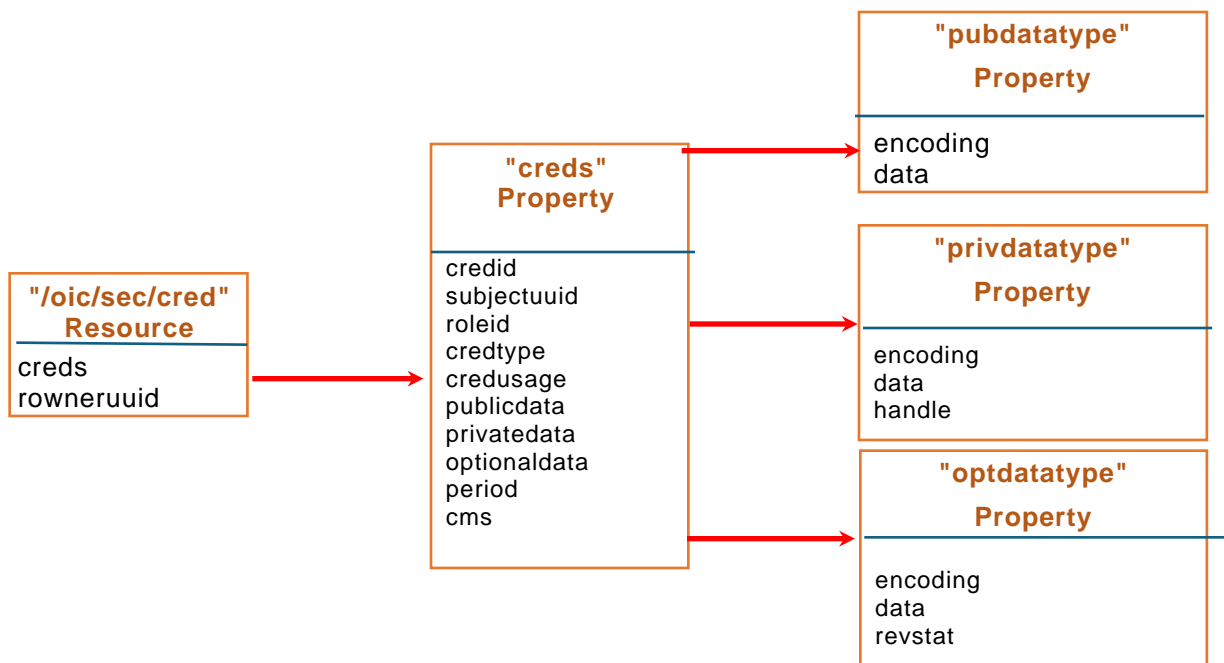 "/oic/sec/cred"
Resource
creds
rowneruuid
"creds"
Property
credid
subjectuuid
roleid
credtype
credusage
publicdata
privatedata
optionaldata
period
cms
"pubdatatype"
Property
encoding
data
"privdatatype"
Property
encoding
data
handle
"optdatatype"
Property
encoding
data
revstat